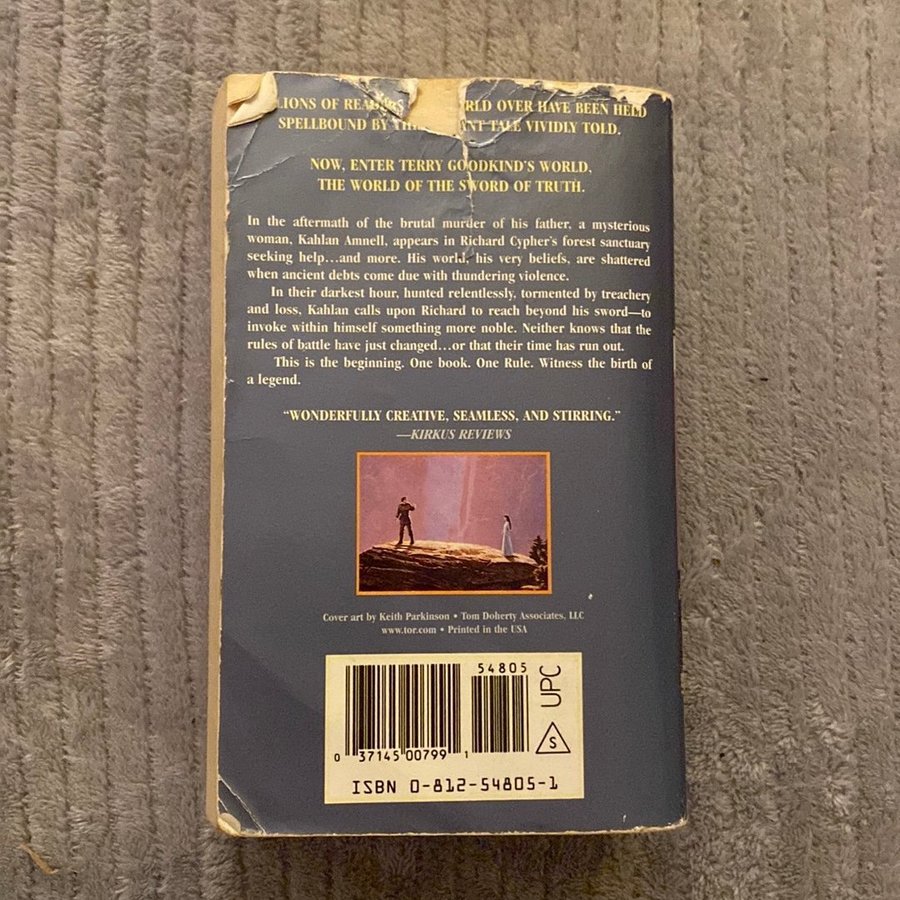 LIONS OF READERS RLD OVER HAVE BEEN HELD
SPELLBOUND BY THIS ANT TALE VIVIDLY TOLD.
NOW, ENTER TERRY GOODKIND'S WORLD,
THE WORLD OF THE SWORD OF TRUTH.
In the aftermath of the brutal murder of his father, a mysterious
woman, Kahlan Amnell, appears in Richard Cypher's forest sanctuary
seeking help...and more. His world, his very beliefs, are shattered
when ancient debts come due with thundering violence.
In their darkest hour, hunted relentlessly, tormented by treachery
and loss, Kahlan calls upon Richard to reach beyond his sword—to
invoke within himself something more noble. Neither knows that the
rules of battle have just changed...or that their time has run out.
This is the beginning. One book. One Rule. Witness the birth of
a legend.
"WONDERFULLY CREATIVE, SEAMLESS, AND STIRRING."
—KIRKUS REVIEWS
Cover art by Keith Parkinson • Tom Doherty Associates, LLC
www.tor.com • Printed in the USA
54805
UPC
S
0 37145 00799 1
ISBN 0-812-54805-1